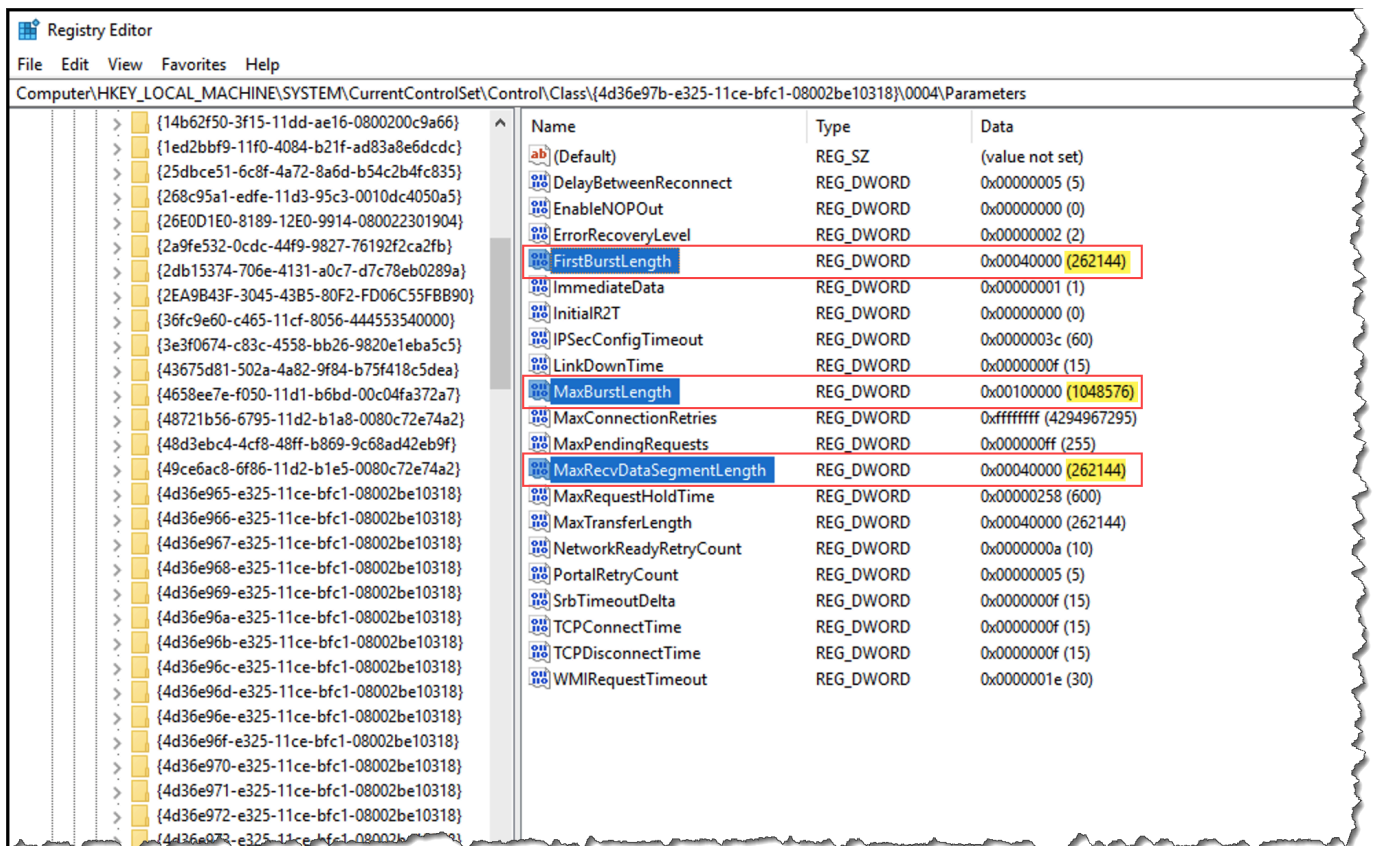 Registry Editor
File Edit View Favorites Help
Computer\HKEY_LOCAL_MACHINE\SYSTEM\CurrentControlSet\Control\Class\{4d36e97b-e325-11ce-bfc1-08002be10318}\0004\Parameters
{14b62f50-3f15-11dd-ae16-0800200c9a66}
{1ed2bbf9-11f0-4084-b21f-ad83a8e6dcdc}
{25dbce51-6c8f-4a72-8a6d-b54c2b4fc835}
{268c95a1-edfe-11d3-95c3-0010dc4050a5}
{26E0D1E0-8189-12E0-9914-080022301904}
{2a9fe532-0cdc-44f9-9827-76192f2ca2fb}
{2db15374-706e-4131-a0c7-d7c78eb0289a}
{2EA9B43F-3045-43B5-80F2-FD06C55FBB90}
{36fc9e60-c465-11cf-8056-444553540000}
{3e3f0674-c83c-4558-bb26-9820e1eba5c5}
{43675d81-502a-4a82-9f84-b75f418c5dea}
{4658ee7e-f050-11d1-b6bd-00c04fa372a7}
{48721b56-6795-11d2-b1a8-0080c72e74a2}
{48d3ebc4-4cf8-48ff-b869-9c68ad42eb9f}
{49ce6ac8-6f86-11d2-b1e5-0080c72e74a2}
{4d36e965-e325-11ce-bfc1-08002be10318}
{4d36e966-e325-11ce-bfc1-08002be10318}
{4d36e967-e325-11ce-bfc1-08002be10318}
{4d36e968-e325-11ce-bfc1-08002be10318}
{4d36e969-e325-11ce-bfc1-08002be10318}
{4d36e96a-e325-11ce-bfc1-08002be10318}
{4d36e96b-e325-11ce-bfc1-08002be10318}
{4d36e96c-e325-11ce-bfc1-08002be10318}
{4d36e96d-e325-11ce-bfc1-08002be10318}
{4d36e96e-e325-11ce-bfc1-08002be10318}
{4d36e96f-e325-11ce-bfc1-08002be10318}
{4d36e970-e325-11ce-bfc1-08002be10318}
{4d36e971-e325-11ce-bfc1-08002be10318}
{4d36e972-e325-11ce-bfc1-08002be10318}
Name Type Data
(Default) REG_SZ (value not set)
DelayBetweenReconnect REG_DWORD 0x00000005 (5)
EnableNOPOut REG_DWORD 0x00000000 (0)
ErrorRecoveryLevel REG_DWORD 0x00000002 (2)
FirstBurstLength REG_DWORD 0x00040000 (262144)
ImmediateData REG_DWORD 0x00000001 (1)
InitialR2T REG_DWORD 0x00000000 (0)
IPSecConfigTimeout REG_DWORD 0x0000003c (60)
LinkDownTime REG_DWORD 0x0000000f (15)
MaxBurstLength REG_DWORD 0x00100000 (1048576)
MaxConnectionRetries REG_DWORD 0xffffffff (4294967295)
MaxPendingRequests REG_DWORD 0x000000ff (255)
MaxRecvDataSegmentLength REG_DWORD 0x00040000 (262144)
MaxRequestHoldTime REG_DWORD 0x00000258 (600)
MaxTransferLength REG_DWORD 0x00040000 (262144)
NetworkReadyRetryCount REG_DWORD 0x0000000a (10)
PortalRetryCount REG_DWORD 0x00000005 (5)
SrbTimeoutDelta REG_DWORD 0x0000000f (15)
TCPConnectTime REG_DWORD 0x0000000f (15)
TCPDisconnectTime REG_DWORD 0x0000000f (15)
WMIRequestTimeout REG_DWORD 0x0000001e (30)